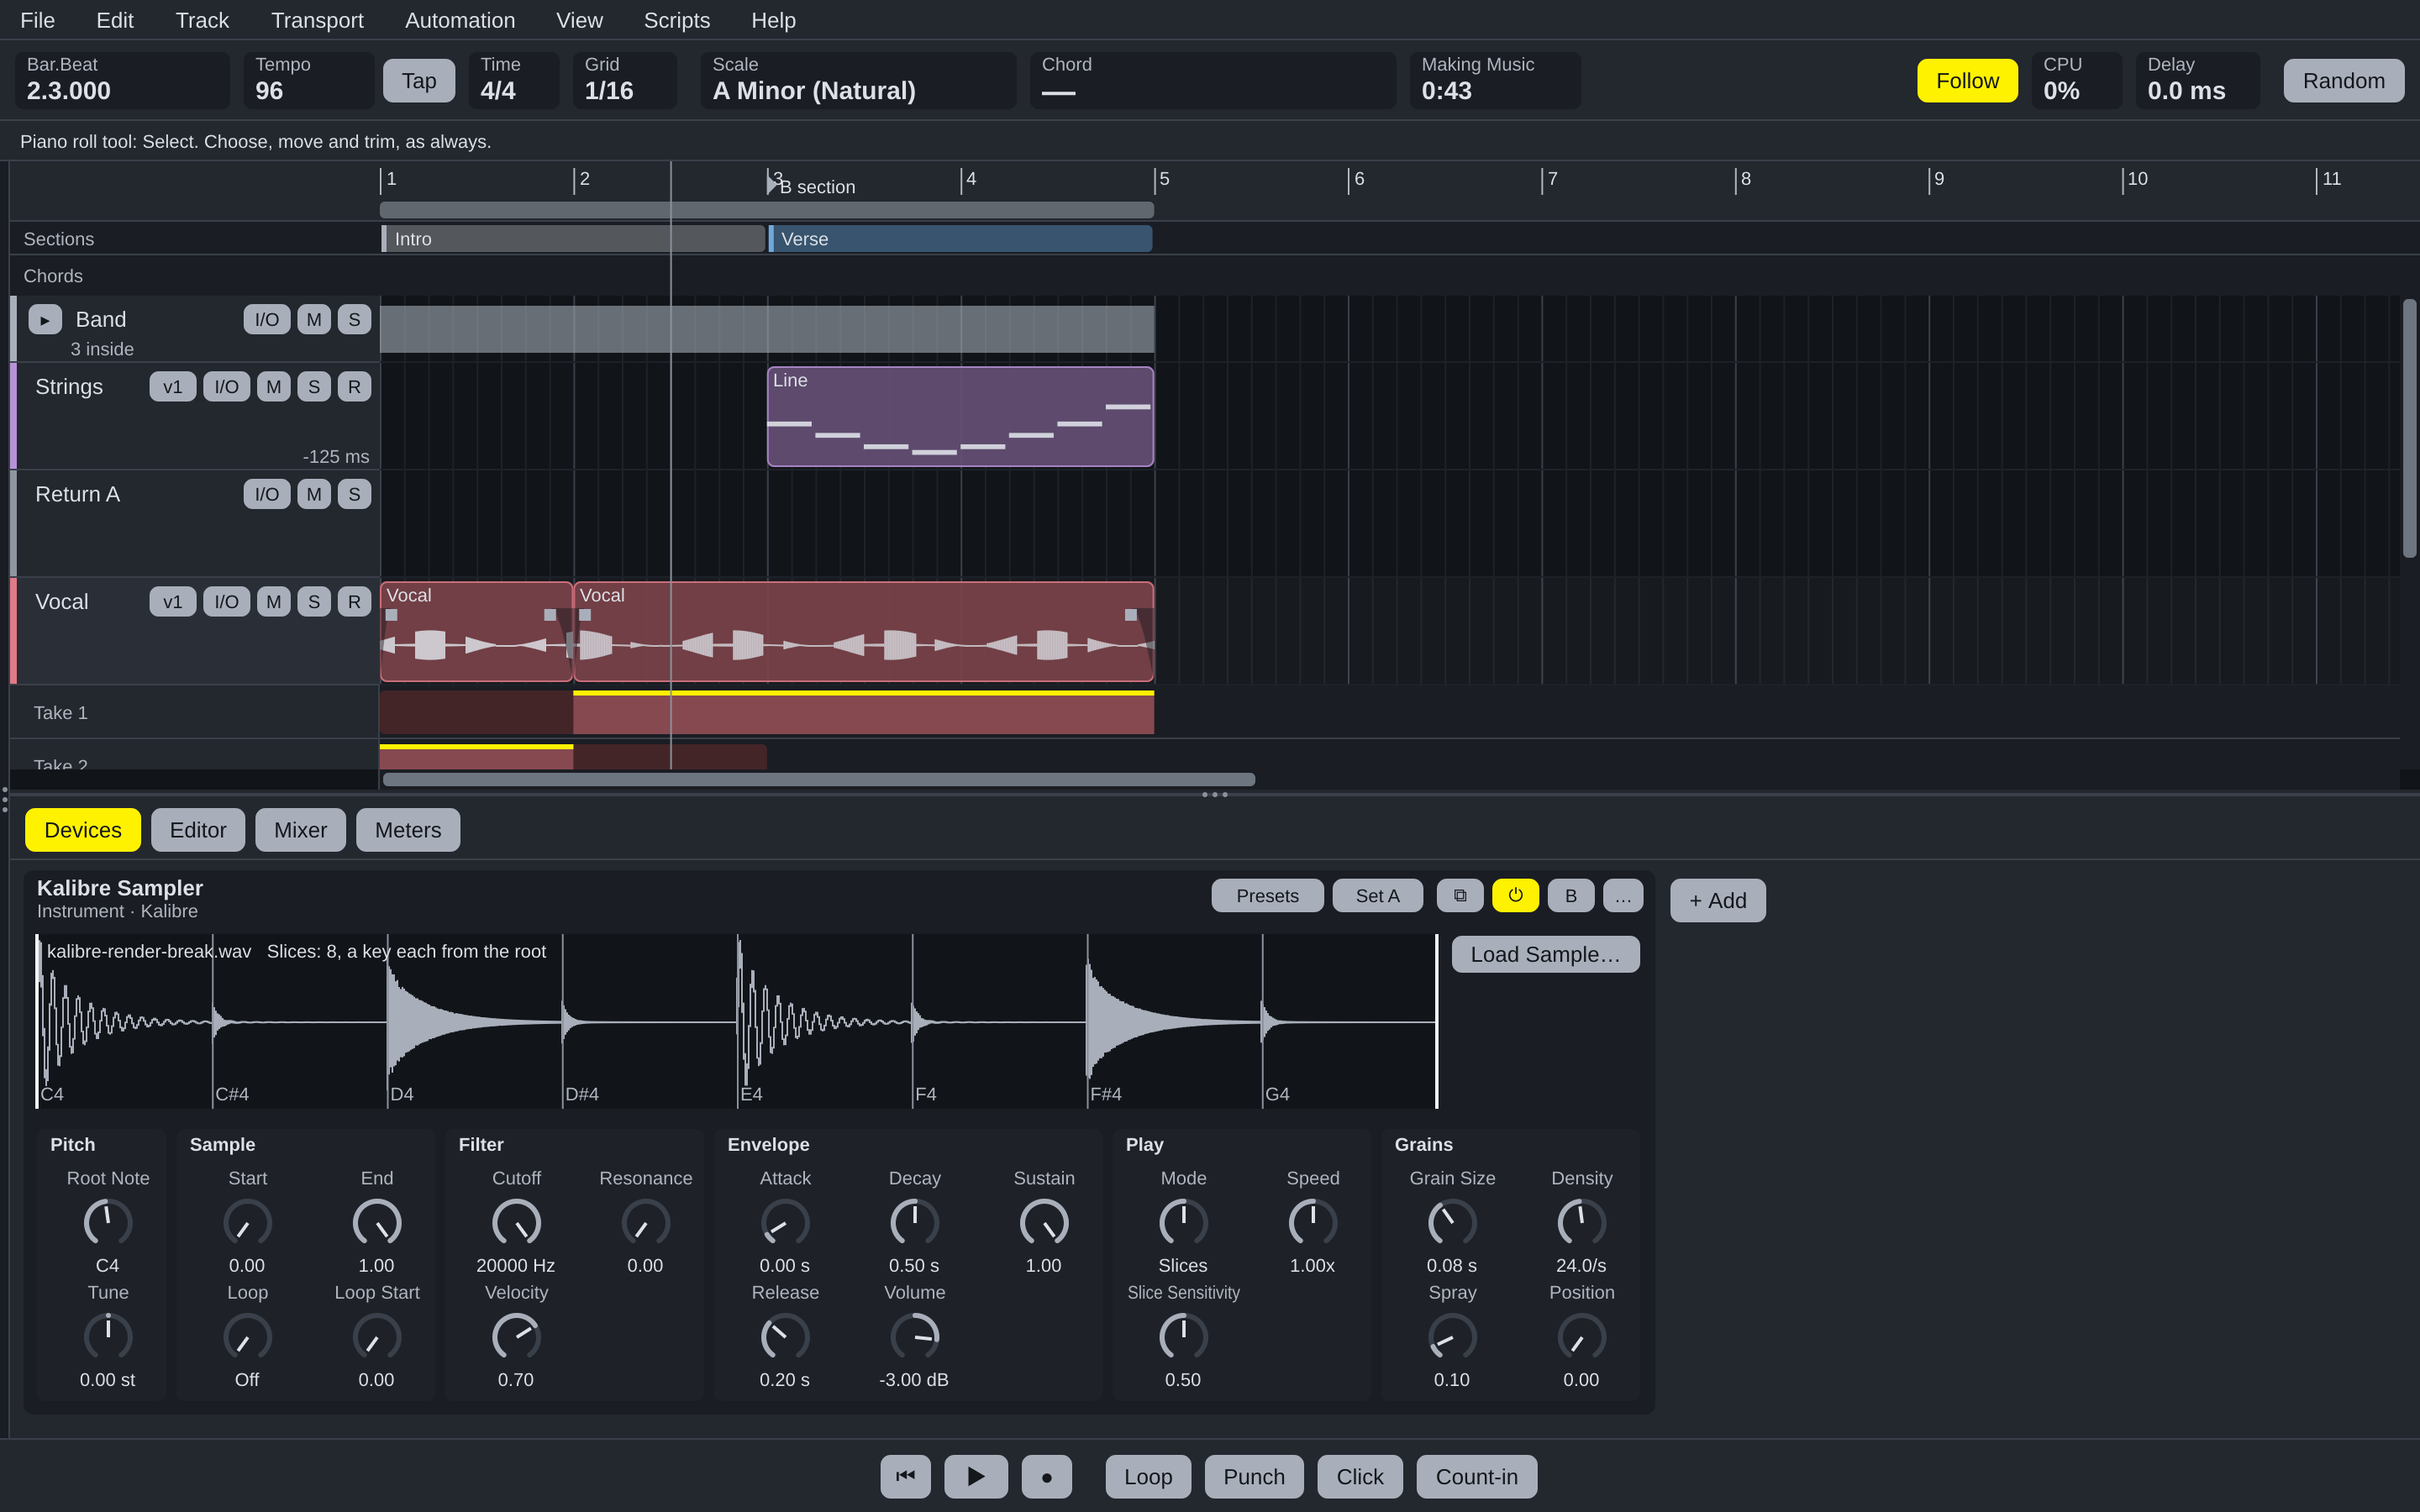 File Edit Track Transport Automation View Scripts Help
Bar.Beat Tempo Time Grid Scale Chord Making Music CPU Delay
2.3.000 96 Tap 4/4 1/16 A Minor (Natural) — 0:43 Follow 0% 0.0 ms Random
Piano roll tool: Select. Choose, move and trim, as always.
1 2 3 4 5 6 7 8 9 10 11
B section
Sections Intro Verse
Chords
Band I/O M S
3 inside
Strings v1 I/O M S R Line
-125 ms
Return A I/O M S
Vocal v1 I/O M S R Vocal Vocal
Take 1
Take 2
Devices Editor Mixer Meters
Kalibre Sampler Presets Set A B … + Add
Instrument · Kalibre
kalibre-render-break.wav Slices: 8, a key each from the root Load Sample…
C4 C#4 D4 D#4 E4 F4 F#4 G4
Pitch Sample Filter Envelope Play Grains
Root Note Start End Cutoff Resonance Attack Decay Sustain Mode Speed Grain Size Density
C4 0.00 1.00 20000 Hz 0.00 0.00 s 0.50 s 1.00 Slices 1.00x 0.08 s 24.0/s
Tune Loop Loop Start Velocity Release Volume Slice Sensitivity Spray Position
0.00 st Off 0.00 0.70 0.20 s -3.00 dB 0.50 0.10 0.00
Loop Punch Click Count-in